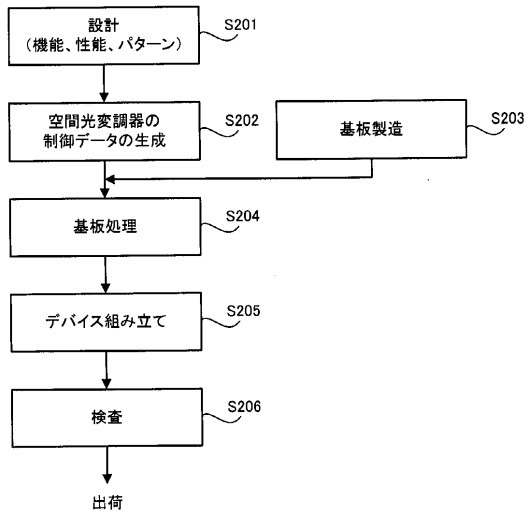 設計
(機能、性能、パターン)
S201
空間光変調器の
制御データの生成
S202
基板製造
S203
基板処理
S204
デバイス組み立て
S205
検査
S206
出荷